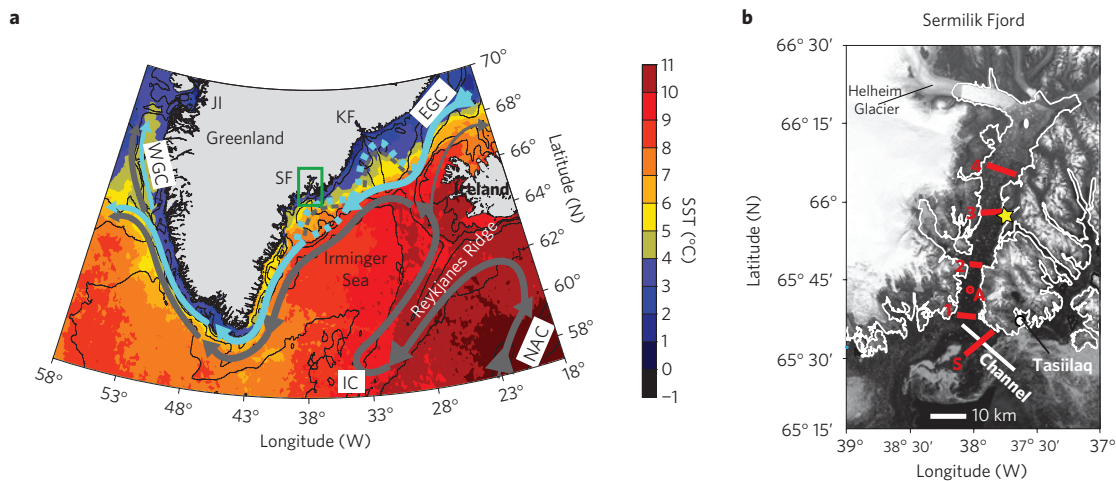 a
JI
Greenland
KF
EGC
WGC
SF
Iceland
Irminger
Sea
Reykjanes Ridge
IC
NAC
70°
68°
66°
64°
62°
60°
58°
Latitude (N)
58°
53°
48°
43°
38°
33°
28°
23°
18°
Longitude (W)
11
10
9
8
7
6
5
4
3
2
1
0
−1
SST (°C)
b
Sermilik Fjord
66° 30′
66° 15′
66°
65° 45′
65° 30′
65° 15′
Latitude (N)
Helheim
Glacier
4
3
2
A
1
S
Channel
Tasiilaq
10 km
39°
38° 30′
38°
37° 30′
37°
Longitude (W)